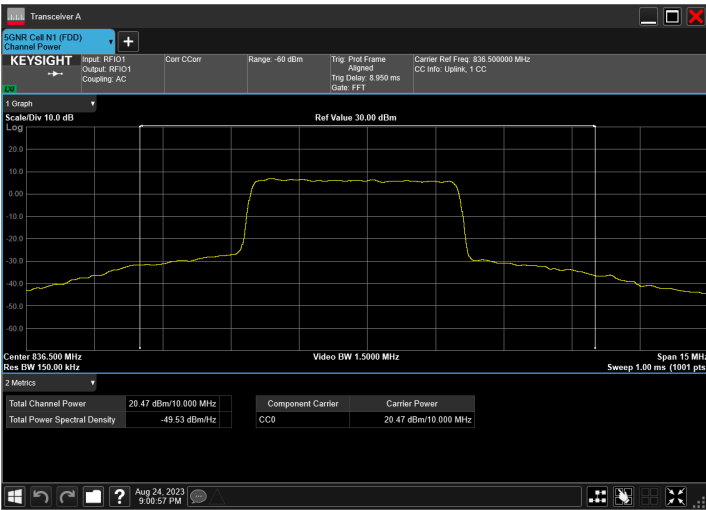 Transceiver A
5GNR Cell N1 (FDD)
Channel Power
KEYSIGHT
LXI
Input: RFIO1
Output: RFIO1
Coupling: AC
Corr CCorr
Range: -60 dBm
Trig: Prot Frame
Aligned
Trig Delay: 8.950 ms
Gate: FFT
Carrier Ref Freq: 836.500000 MHz
CC Info: Uplink, 1 CC
1 Graph
Scale/Div 10.0 dB
Ref Value 30.00 dBm
Log
20.0
10.0
0.00
-10.0
-20.0
-30.0
-40.0
-50.0
-60.0
Center 836.500 MHz
Video BW 1.5000 MHz
Span 15 MHz
Res BW 150.00 kHz
Sweep 1.00 ms (1001 pts
2 Metrics
Total Channel Power 20.47 dBm/10.000 MHz
Total Power Spectral Density -49.53 dBm/Hz
Component Carrier Carrier Power
CC0 20.47 dBm/10.000 MHz
?
Aug 24, 2023
9:00:57 PM